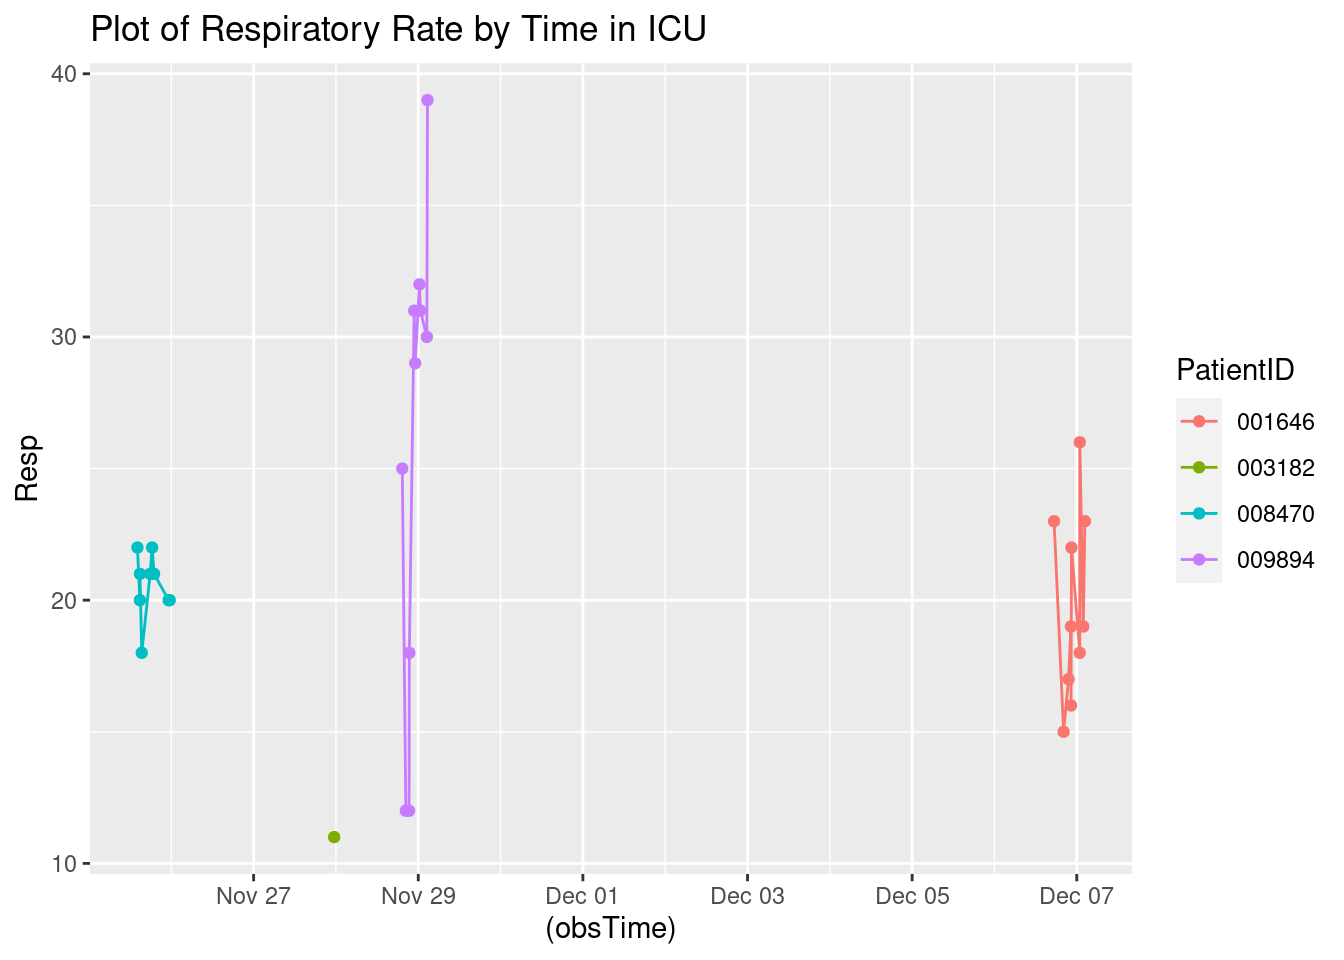 Plot of Respiratory Rate by Time in ICU
40
30
20
10
Resp
Nov 27 Nov 29 Dec 01 Dec 03 Dec 05 Dec 07
(obsTime)
PatientID
001646
003182
008470
009894